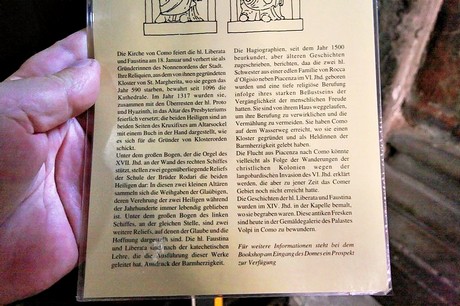 Die Kirche von Como feiert die hl. Liberata
und Faustina am 18. Januar und verhert sie als
Gründerinnen des Nonnenordens der Stadt.
Ihre Reliquien, aus dem von ihnen gegründeten
Kloster von St. Margherita, wo sie gegen das
Jahr 590 starben, bewahrt seit 1096 die
Kathedrale. Im Jahr 1317 wurden sie,
zusammen mit den Überresten der hl. Proto
und Hyazinth, in das Altar des Presbyteriums
feierlich versetzt; die beiden Heiligen sind an
beiden Seiten des Kruzifixes am Altarsockel
mit einem Buch in der Hand dargestellt, wie
es sich für die Gründer von Klosterorden
schickt.
Unter dem großen Bogen, der die Orgel des
XVII. Jhd. an der Wand des rechten Schiffes
stützt, stellen zwei gegenüberliegende Reliefs
der Schule der Brüder Rodari die beiden
Heiligen dar: In diesen zwei kleinen Altären
sammeln sich die Weihgaben der Gläubigen,
deren Verehrung der zwei Heiligen während
der Jahrhunderte immer lebendig geblieben
ist. Unter dem großen Bogen des linken
Schiffes, an der gleichen Stelle, sind zwei
weitere Reliefs, auf denen der Glaube und die
Hoffnung dargestellt sind. Die hl. Faustina
und Liberata sind nach der katechetischen
Lehre, die die Ausführung dieser Werke
geleitet hat, Ausdruck der Barmherzigkeit.
Die Hagiographien, seit dem Jahr 1500
bearkundet, aber älteren Geschichten
zugeschrieben, berichten, daß die zwei hl.
Schwester aus einer edlen Familie von Rocca
d'Olgisio neben Piacenza im VI. Jhd. geboren
wurden und eine tiefe religiöse Berufung
infolge ihres starken Bewußtseins der
Vergänglichkeit der menschlichen Freude
hatten. Sie sind von ihrem Haus weggelaufen,
um ihre Berufung zu verwirklichen und die
Vermählung zu vermeiden. Sie haben Como
auf dem Wasserweg erreicht, wo sie einen
Kloster gegründet und als Heldinnen der
Barmherzigkeit gelebt haben.
Die Flucht aus Piacenza nach Como könnte
vielleicht als Folge der Wanderungen der
christlichen Kolonien wegen der
langobardischen Invasion des VI. Jhd. erklärt
werden, die aber zu jener Zeit das Comer
Gebiet noch nicht erreicht hatte.
Die Geschichten der hl. Liberata und Faustina
wurden im XIV. Jhd. in der Kapelle bemalt,
wo sie begraben waren. Diese antiken Fresken
sind heute in der Gemäldegalerie des Palastes
Volpi in Como zu bewundern.
Für weitere Informationen steht bei dem
Bookshop am Eingang des Domes ein Prospekt
zur Verfügung